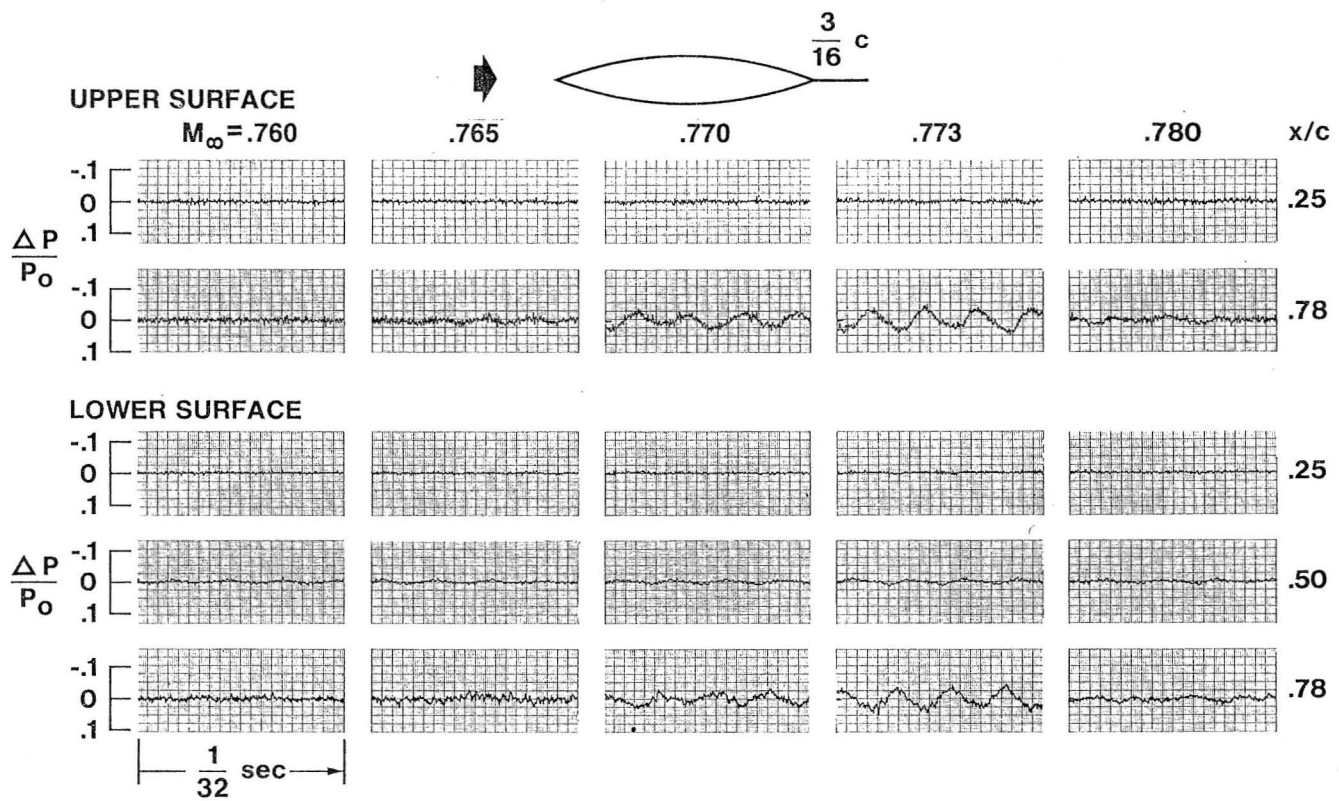 3/16 c
UPPER SURFACE
M∞ = .760 .765 .770 .773 .780 x/c
-.1
0
.1
.25
ΔP/Po
-.1
0
.1
.78
LOWER SURFACE
-.1
0
.1
.25
ΔP/Po
-.1
0
.1
.50
-.1
0
.1
.78
1/32 sec